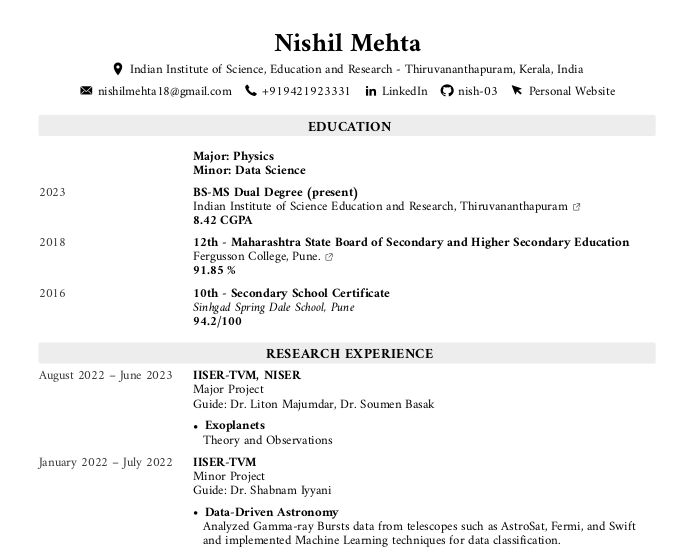 Nishil Mehta
Indian Institute of Science, Education and Research - Thiruvananthapuram, Kerala, India
nishilmehta18@gmail.com +919421923331 LinkedIn nish-03 Personal Website
EDUCATION
Major: Physics
Minor: Data Science
2023 BS-MS Dual Degree (present)
Indian Institute of Science Education and Research, Thiruvananthapuram
8.42 CGPA
2018 12th - Maharashtra State Board of Secondary and Higher Secondary Education
Fergusson College, Pune.
91.85 %
2016 10th - Secondary School Certificate
Sinhgad Spring Dale School, Pune
94.2/100
RESEARCH EXPERIENCE
August 2022 – June 2023 IISER-TVM, NISER
Major Project
Guide: Dr. Liton Majumdar, Dr. Soumen Basak
• Exoplanets
Theory and Observations
January 2022 – July 2022 IISER-TVM
Minor Project
Guide: Dr. Shabnam Iyyani
• Data-Driven Astronomy
Analyzed Gamma-ray Bursts data from telescopes such as AstroSat, Fermi, and Swift
and implemented Machine Learning techniques for data classification.